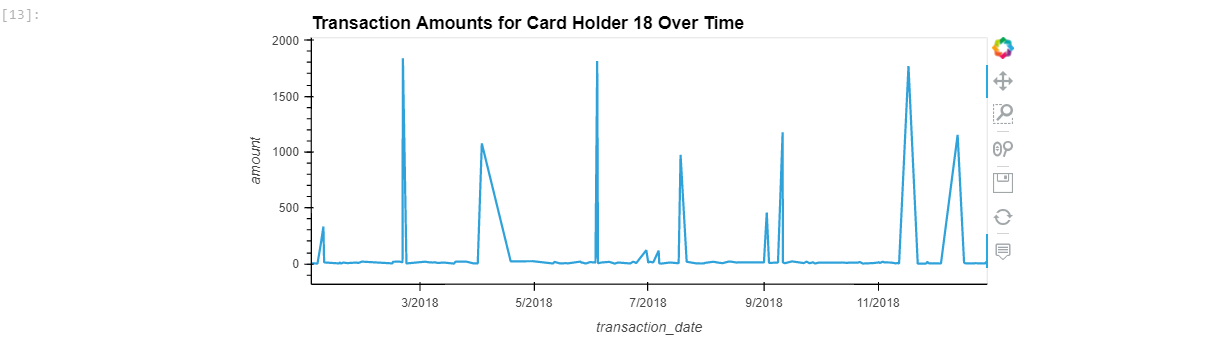 [13]:
Transaction Amounts for Card Holder 18 Over Time
2000
1500
1000
500
0
amount
3/2018 5/2018 7/2018 9/2018 11/2018
transaction_date